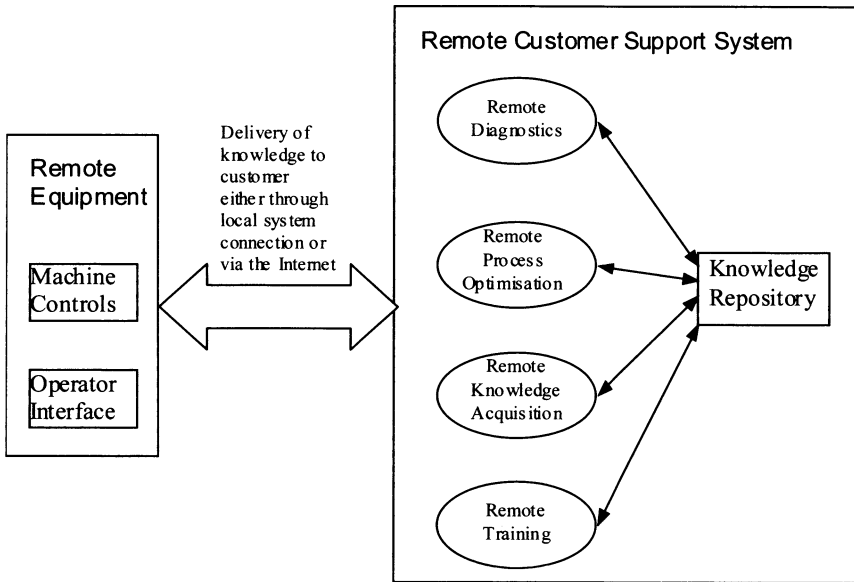 Remote Customer Support System
Remote
Diagnostics
Delivery of
knowledge to
customer
either through
local system
connection or
via the Internet
Remote
Equipment
Machine
Controls
Operator
Interface
Remote
Process
Optimisation
Knowledge
Repository
Remote
Knowledge
Acquisition
Remote
Training